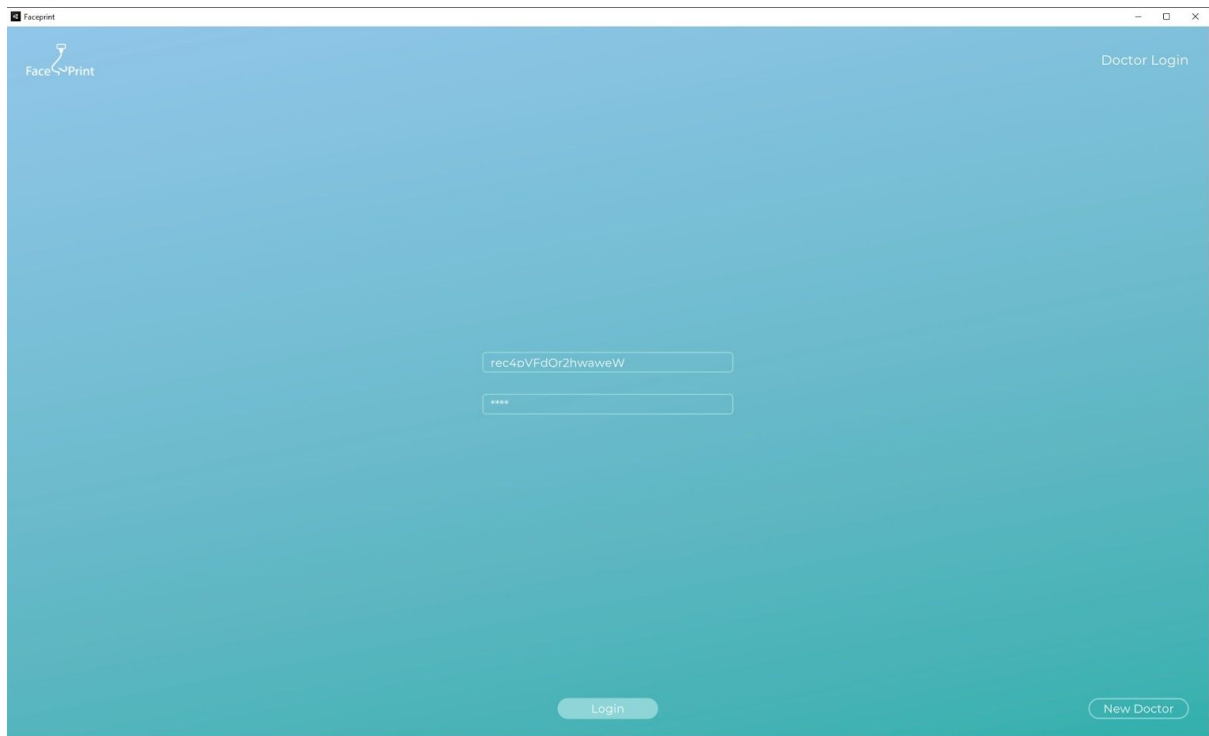 Faceprint
Face Print
Doctor Login
rec4pVFdOr2hwaweW
****
Login
New Doctor